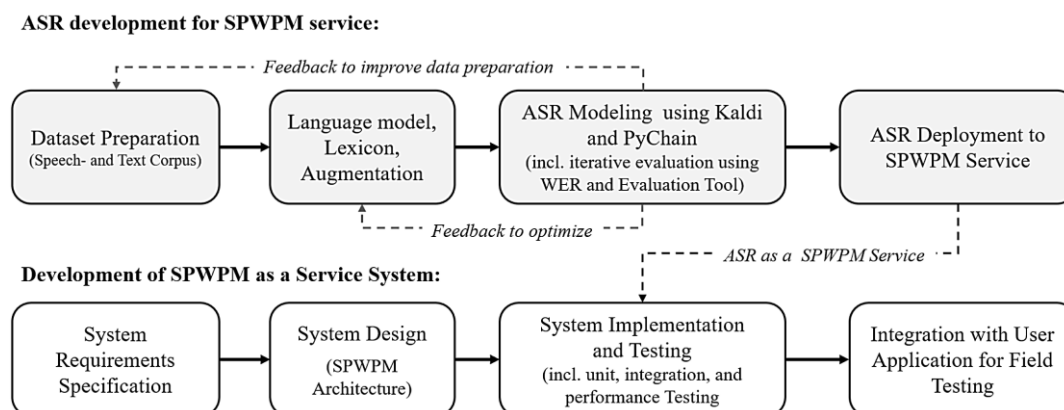 ASR development for SPWPM service:
Feedback to improve data preparation
Dataset Preparation
(Speech- and Text Corpus)
Language model,
Lexicon,
Augmentation
ASR Modeling using Kaldi
and PyChain
(incl. iterative evaluation using
WER and Evaluation Tool)
ASR Deployment to
SPWPM Service
Feedback to optimize
ASR as a SPWPM Service
Development of SPWPM as a Service System:
System
Requirements
Specification
System Design
(SPWPM
Architecture)
System Implementation
and Testing
(incl. unit, integration, and
performance Testing
Integration with User
Application for Field
Testing